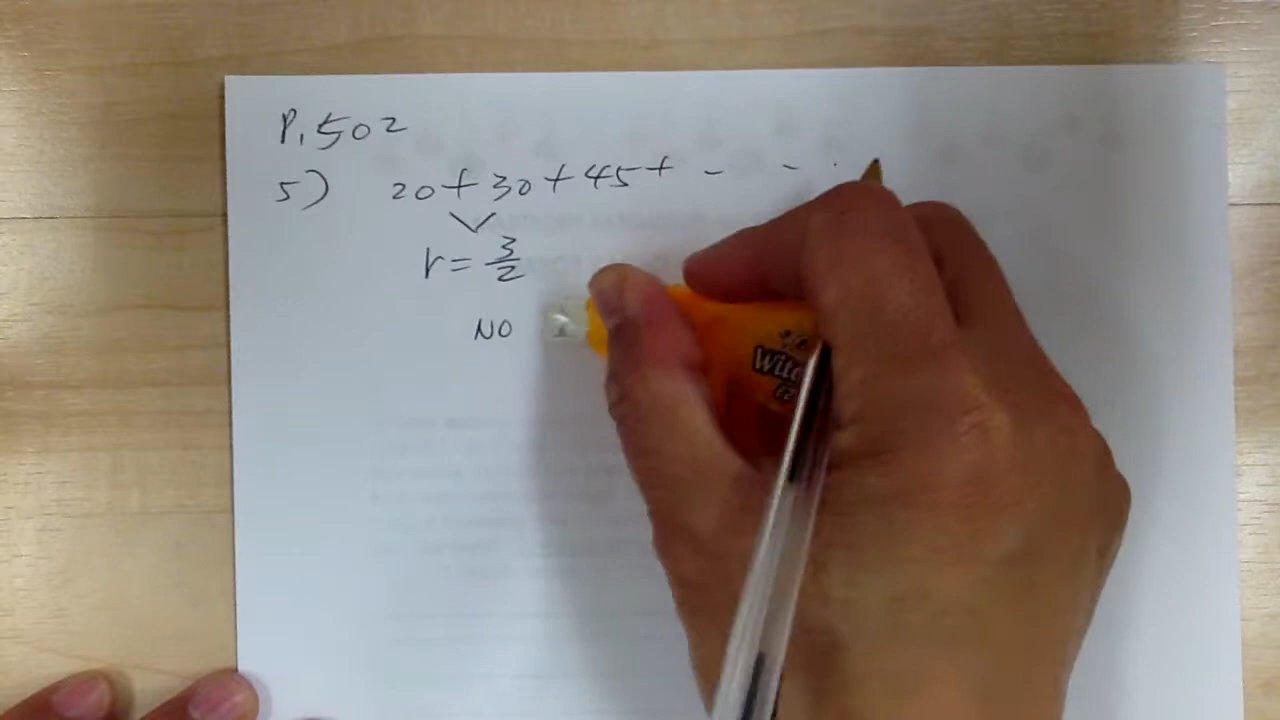 P. 502
5) 20 + 30 + 45 + - - .
r = 3/2
NO